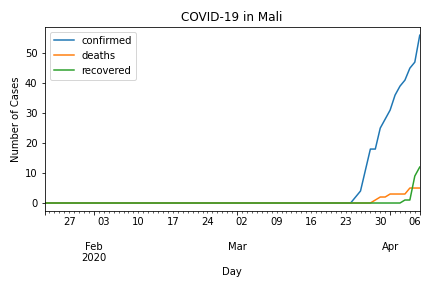 COVID-19 in Mali
confirmed
deaths
recovered
Number of Cases
50
40
30
20
10
0
27 03 10 17 24 02 09 16 23 30 06
Feb Mar Apr
2020
Day